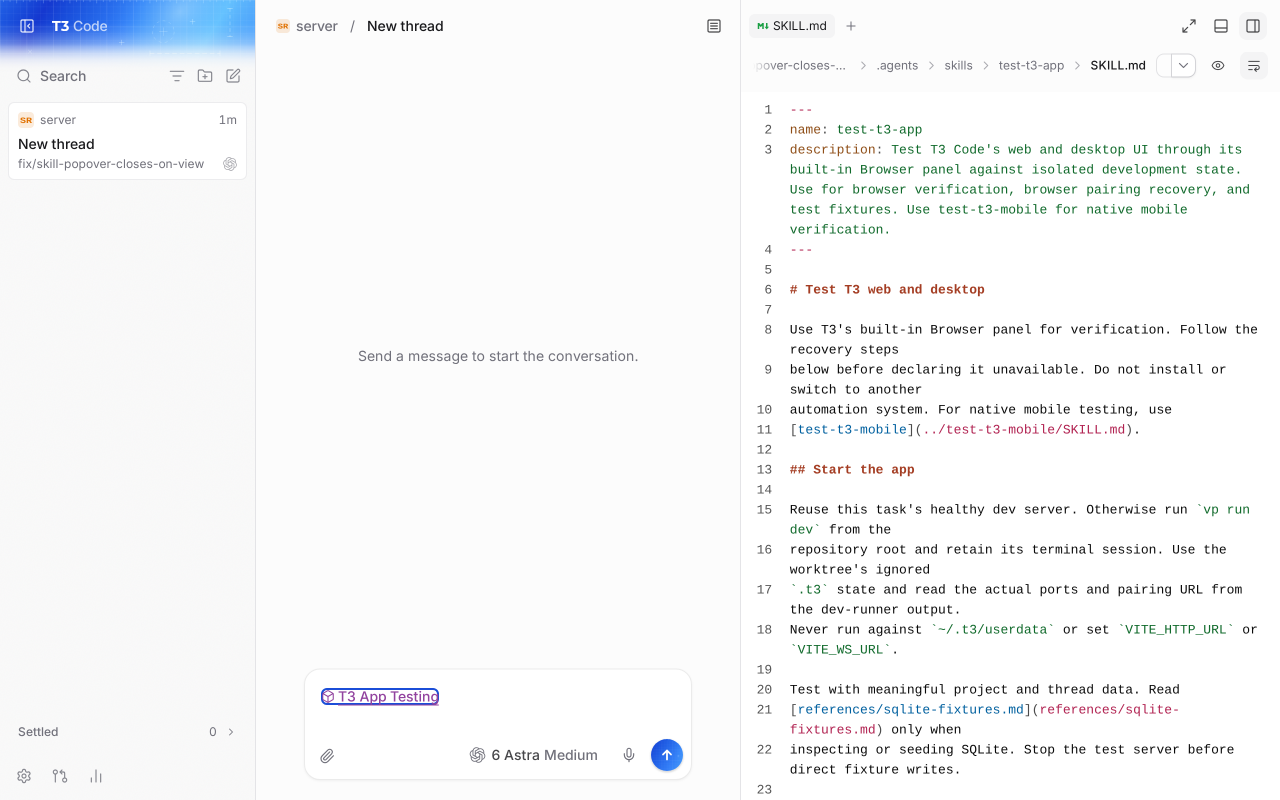 T3 Code
Search
SR server 1m
New thread
fix/skill-popover-closes-on-view
Settled 0
SR server / New thread
Send a message to start the conversation.
T3 App Testing
6 Astra Medium
SKILL.md
pover-closes-... .agents skills test-t3-app SKILL.md
1 ---
2 name: test-t3-app
3 description: Test T3 Code's web and desktop UI through its
built-in Browser panel against isolated development state.
Use for browser verification, browser pairing recovery, and
test fixtures. Use test-t3-mobile for native mobile
verification.
4 ---
5
6 # Test T3 web and desktop
7
8 Use T3's built-in Browser panel for verification. Follow the
recovery steps
9 below before declaring it unavailable. Do not install or
switch to another
10 automation system. For native mobile testing, use
11 [test-t3-mobile](../test-t3-mobile/SKILL.md).
12
13 ## Start the app
14
15 Reuse this task's healthy dev server. Otherwise run `vp run
dev` from the
16 repository root and retain its terminal session. Use the
worktree's ignored
17 `.t3` state and read the actual ports and pairing URL from
the dev-runner output.
18 Never run against `~/.t3/userdata` or set `VITE_HTTP_URL` or
`VITE_WS_URL`.
19
20 Test with meaningful project and thread data. Read
21 [references/sqlite-fixtures.md](references/sqlite-
fixtures.md) only when
22 inspecting or seeding SQLite. Stop the test server before
direct fixture writes.
23